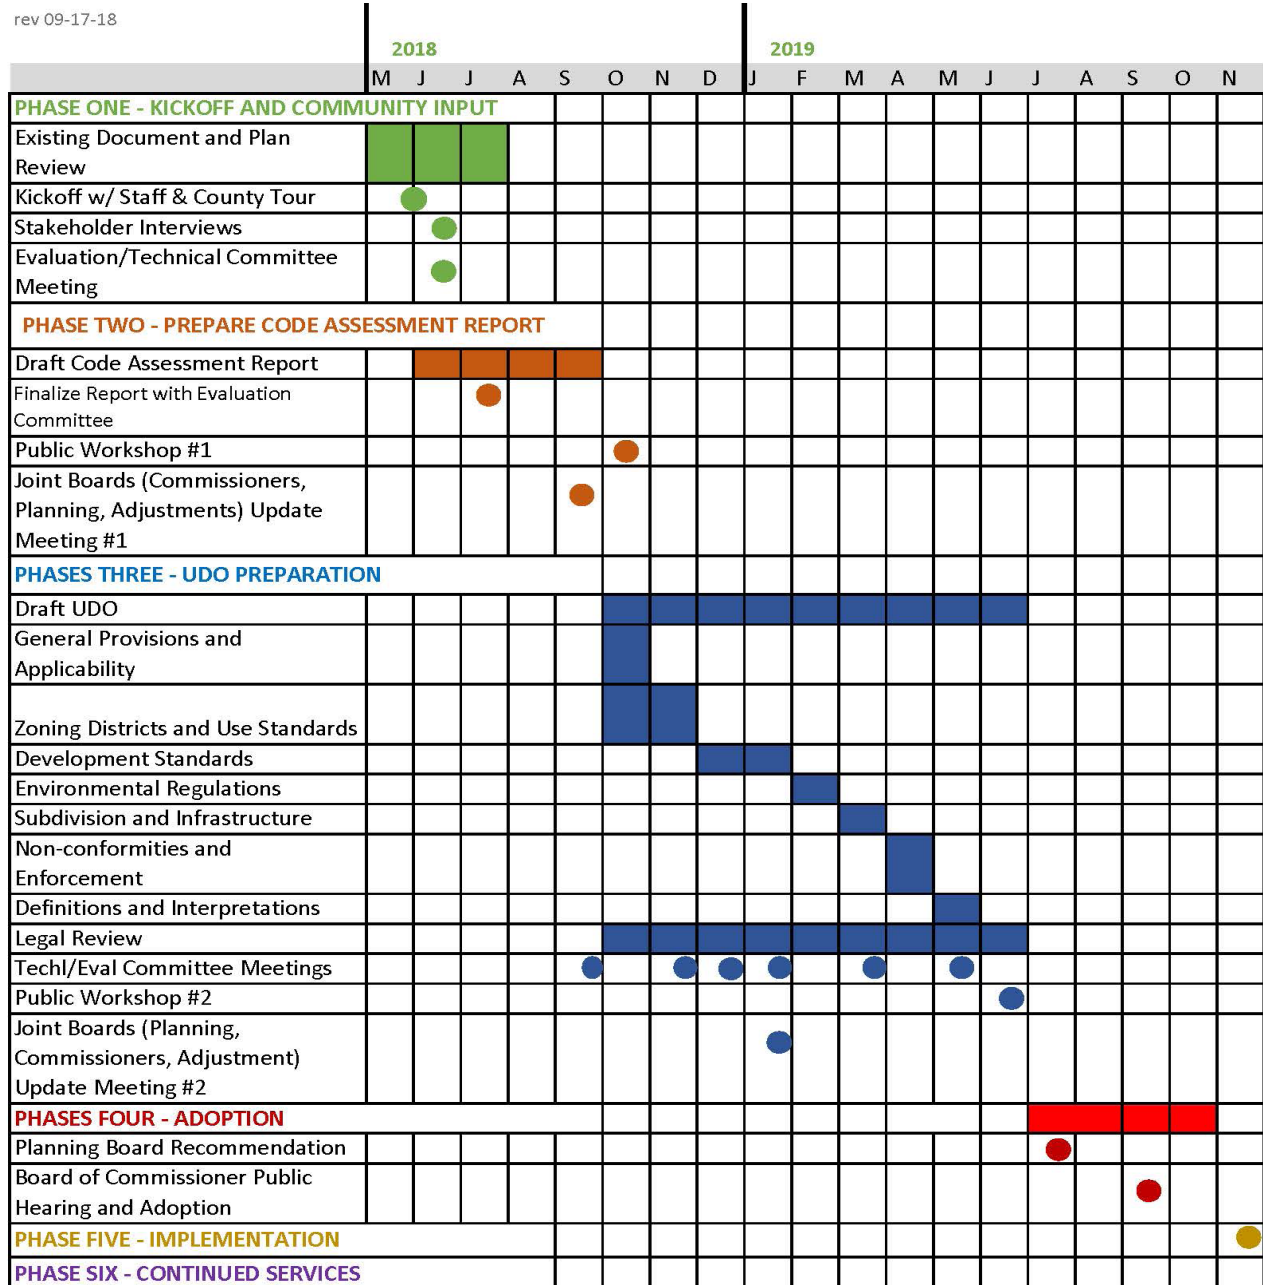 rev 09-17-18
2018 2019
M J J A S O N D J F M A M J J A S O N
PHASE ONE - KICKOFF AND COMMUNITY INPUT
Existing Document and Plan
Review
Kickoff w/ Staff & County Tour
Stakeholder Interviews
Evaluation/Technical Committee
Meeting
PHASE TWO - PREPARE CODE ASSESSMENT REPORT
Draft Code Assessment Report
Finalize Report with Evaluation
Committee
Public Workshop #1
Joint Boards (Commissioners,
Planning, Adjustments) Update
Meeting #1
PHASES THREE - UDO PREPARATION
Draft UDO
General Provisions and
Applicability
Zoning Districts and Use Standards
Development Standards
Environmental Regulations
Subdivision and Infrastructure
Non-conformities and
Enforcement
Definitions and Interpretations
Legal Review
Techl/Eval Committee Meetings
Public Workshop #2
Joint Boards (Planning,
Commissioners, Adjustment)
Update Meeting #2
PHASES FOUR - ADOPTION
Planning Board Recommendation
Board of Commissioner Public
Hearing and Adoption
PHASE FIVE - IMPLEMENTATION
PHASE SIX - CONTINUED SERVICES